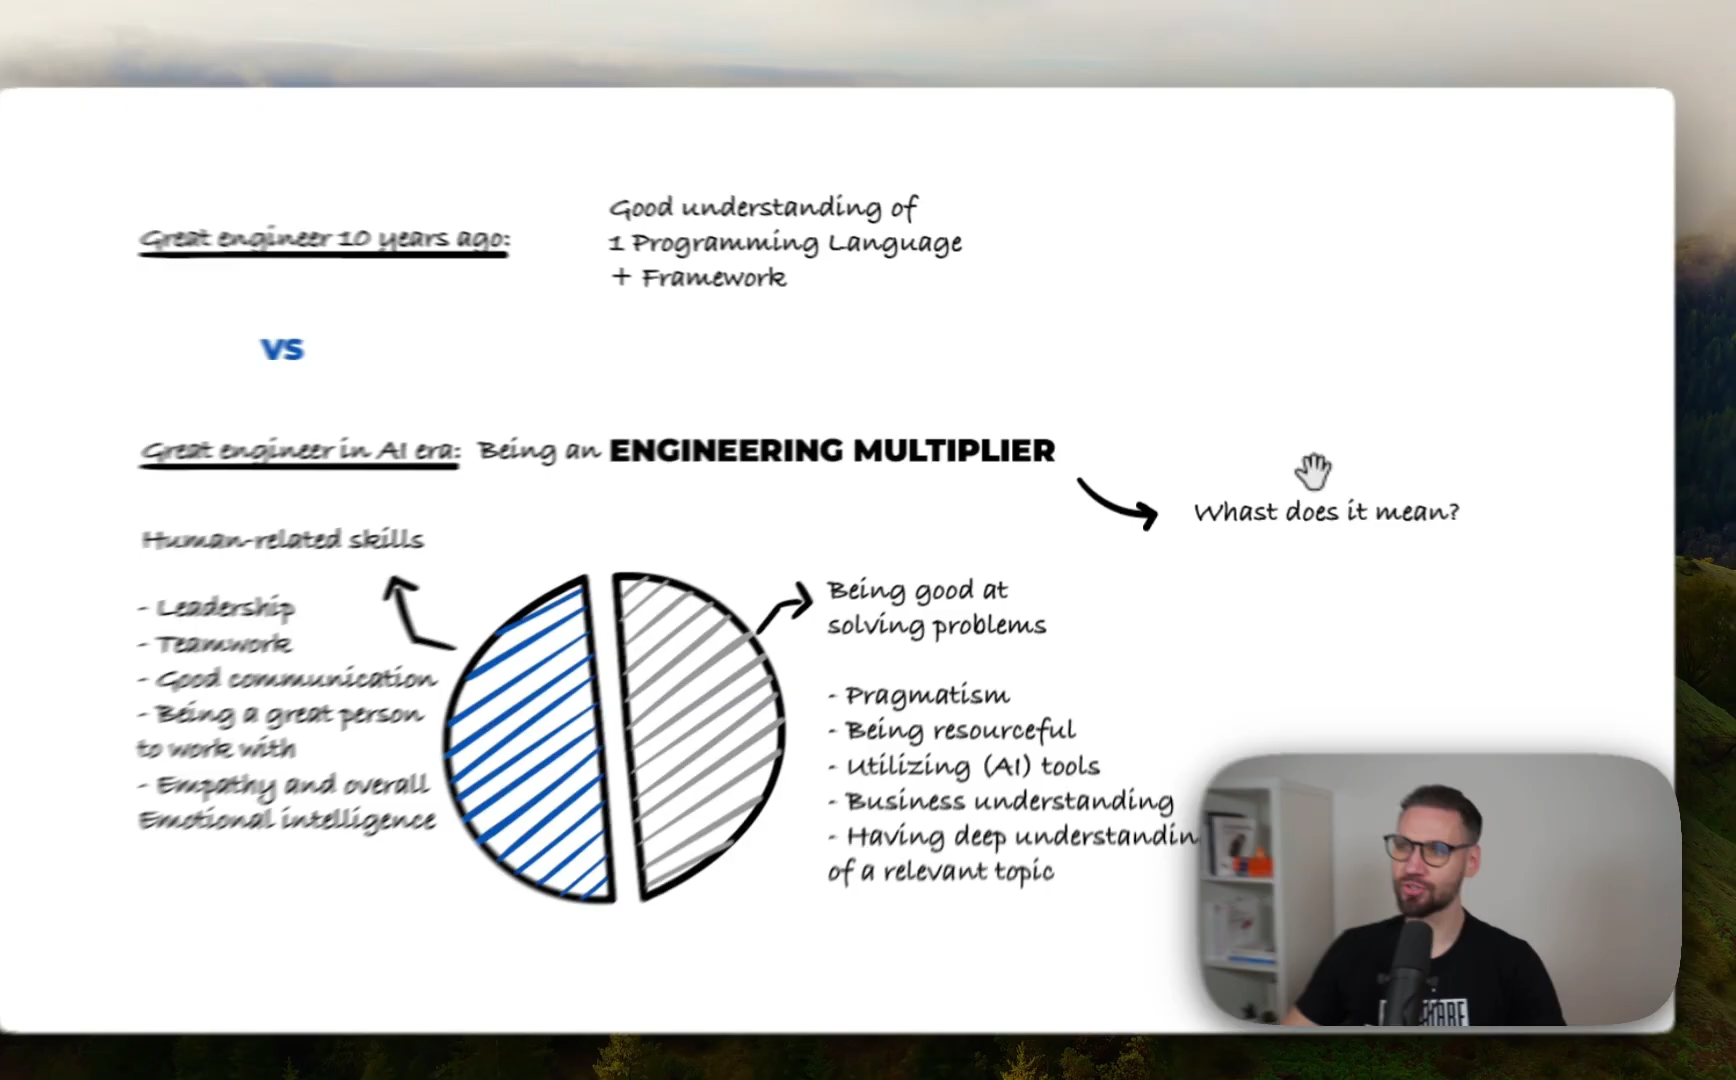 Great engineer 10 years ago:
Good understanding of
1 Programming Language
+ Framework
VS
Great engineer in AI era: Being an ENGINEERING MULTIPLIER
Whast does it mean?
Human-related skills
- Leadership
- Teamwork
- Good communication
- Being a great person
to work with
- Empathy and overall
Emotional intelligence
Being good at
solving problems
- Pragmatism
- Being resourceful
- Utilizing (AI) tools
- Business understanding
- Having deep understandin
of a relevant topic